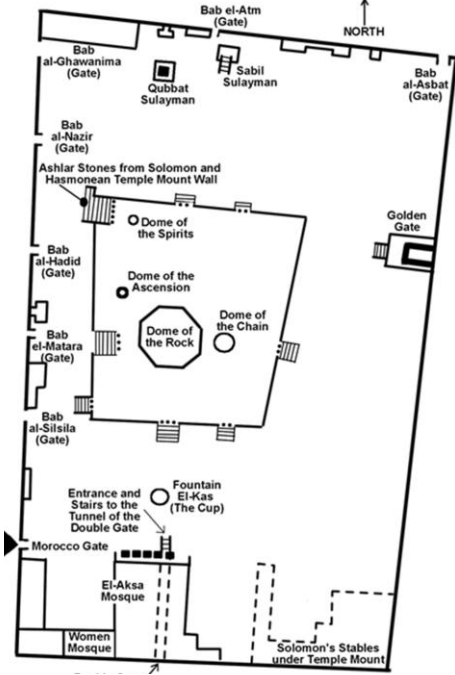 Bab el-Atm
(Gate)
NORTH
Bab
al-Ghawanima
(Gate)
Qubbat
Sulayman
Sabil
Sulayman
Bab
al-Asbat
(Gate)
Bab
al-Nazir
(Gate)
Ashlar Stones from Solomon and
Hasmonean Temple Mount Wall
Dome of
the Spirits
Golden
Gate
Bab
al-Hadid
(Gate)
Dome of the
Ascension
Dome of
the Rock
Dome of
the Chain
Bab
el-Matara
(Gate)
Bab
al-Silsila
(Gate)
Fountain
El-Kas
(The Cup)
Entrance and
Stairs to the
Tunnel of the
Double Gate
Morocco Gate
El-Aksa
Mosque
Women
Mosque
Solomon's Stables
under Temple Mount